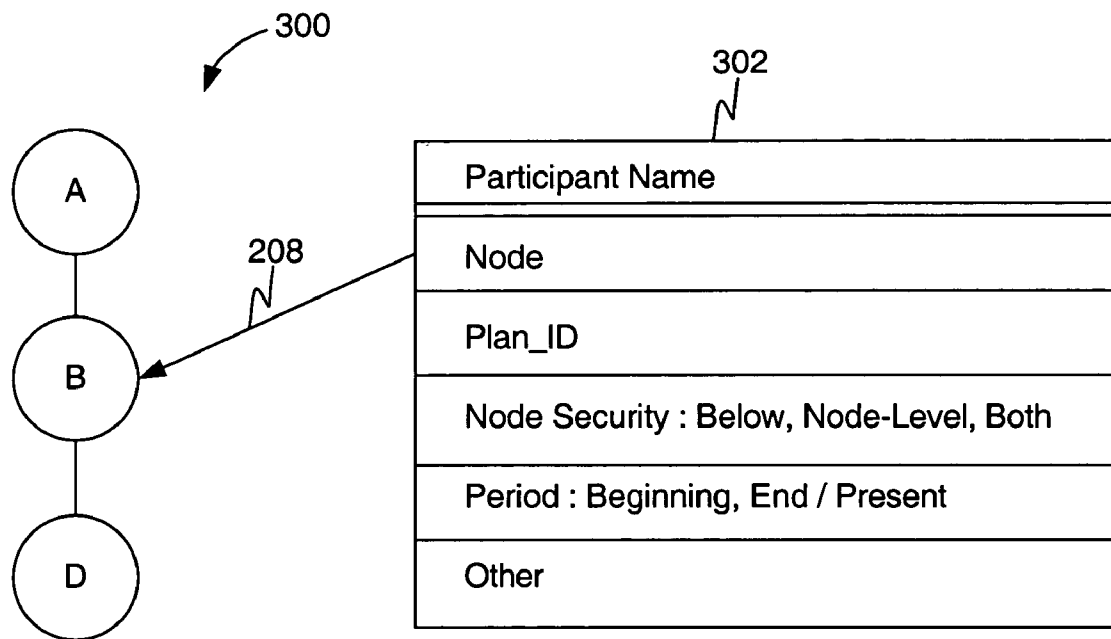 300
302
A
Participant Name
208
Node
Plan_ID
B
Node Security : Below, Node-Level, Both
Period : Beginning, End / Present
D
Other